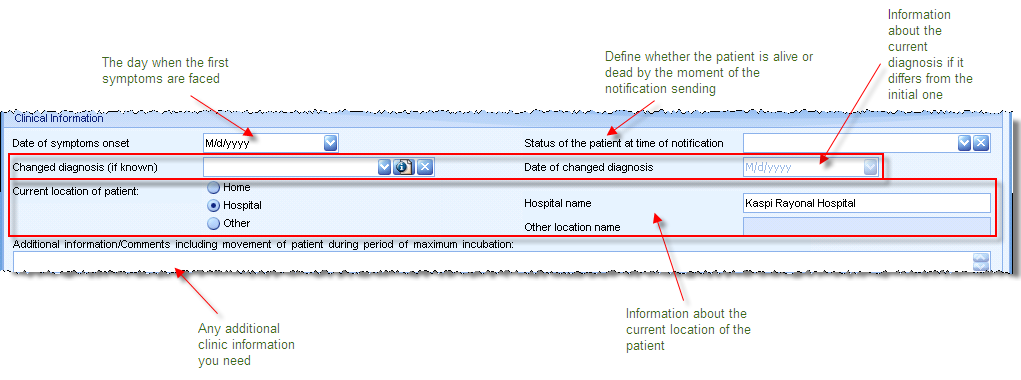 Information
about the
current
diagnosis if it
differs from the
initial one
The day when the first
symptoms are faced
Define whether the patient is alive or
dead by the moment of the
notification sending
Clinical Information
Date of symptoms onset
M/d/yyyy
Status of the patient at time of notification
Changed diagnosis (if known)
Date of changed diagnosis
M/d/yyyy
Current location of patient:
Home
Hospital
Other
Hospital name
Kaspi Rayonal Hospital
Other location name
Additional information/Comments including movement of patient during period of maximum incubation:
Any additional
clinic information
you need
Information about the
current location of the
patient